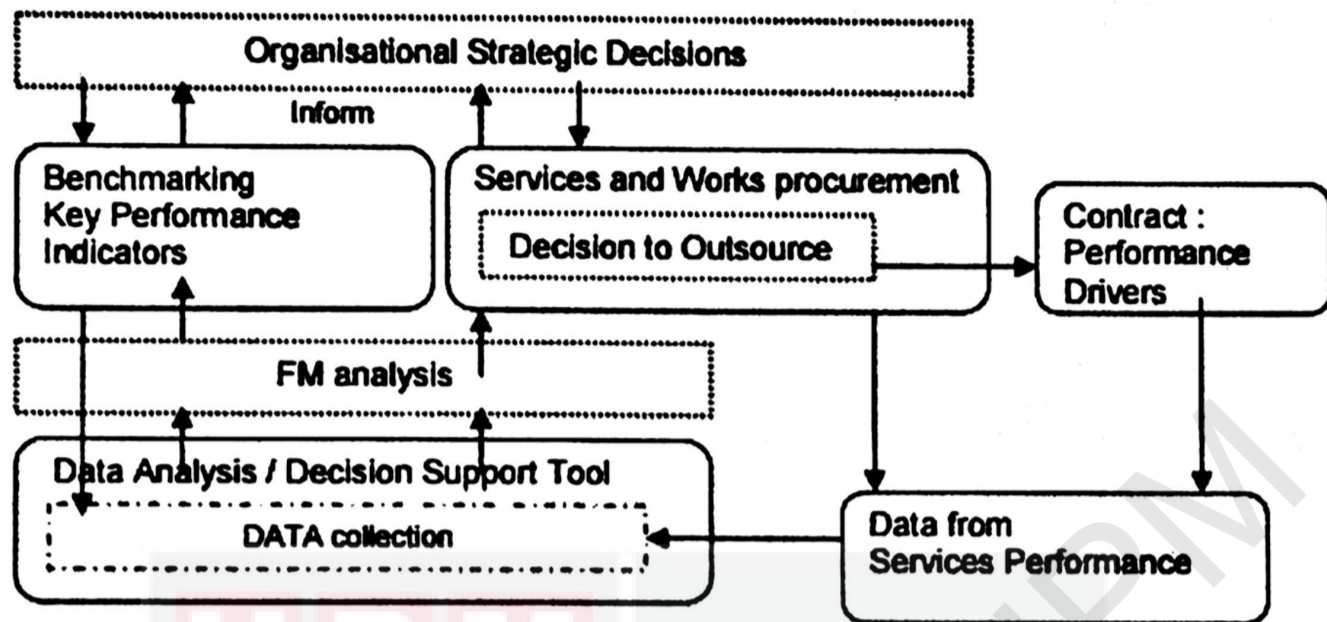 Organisational Strategic Decisions
Inform
Benchmarking
Key Performance
Indicators
Services and Works procurement
Decision to Outsource
Contract :
Performance
Drivers
FM analysis
Data Analysis / Decision Support Tool
DATA collection
Data from
Services Performance
UPM